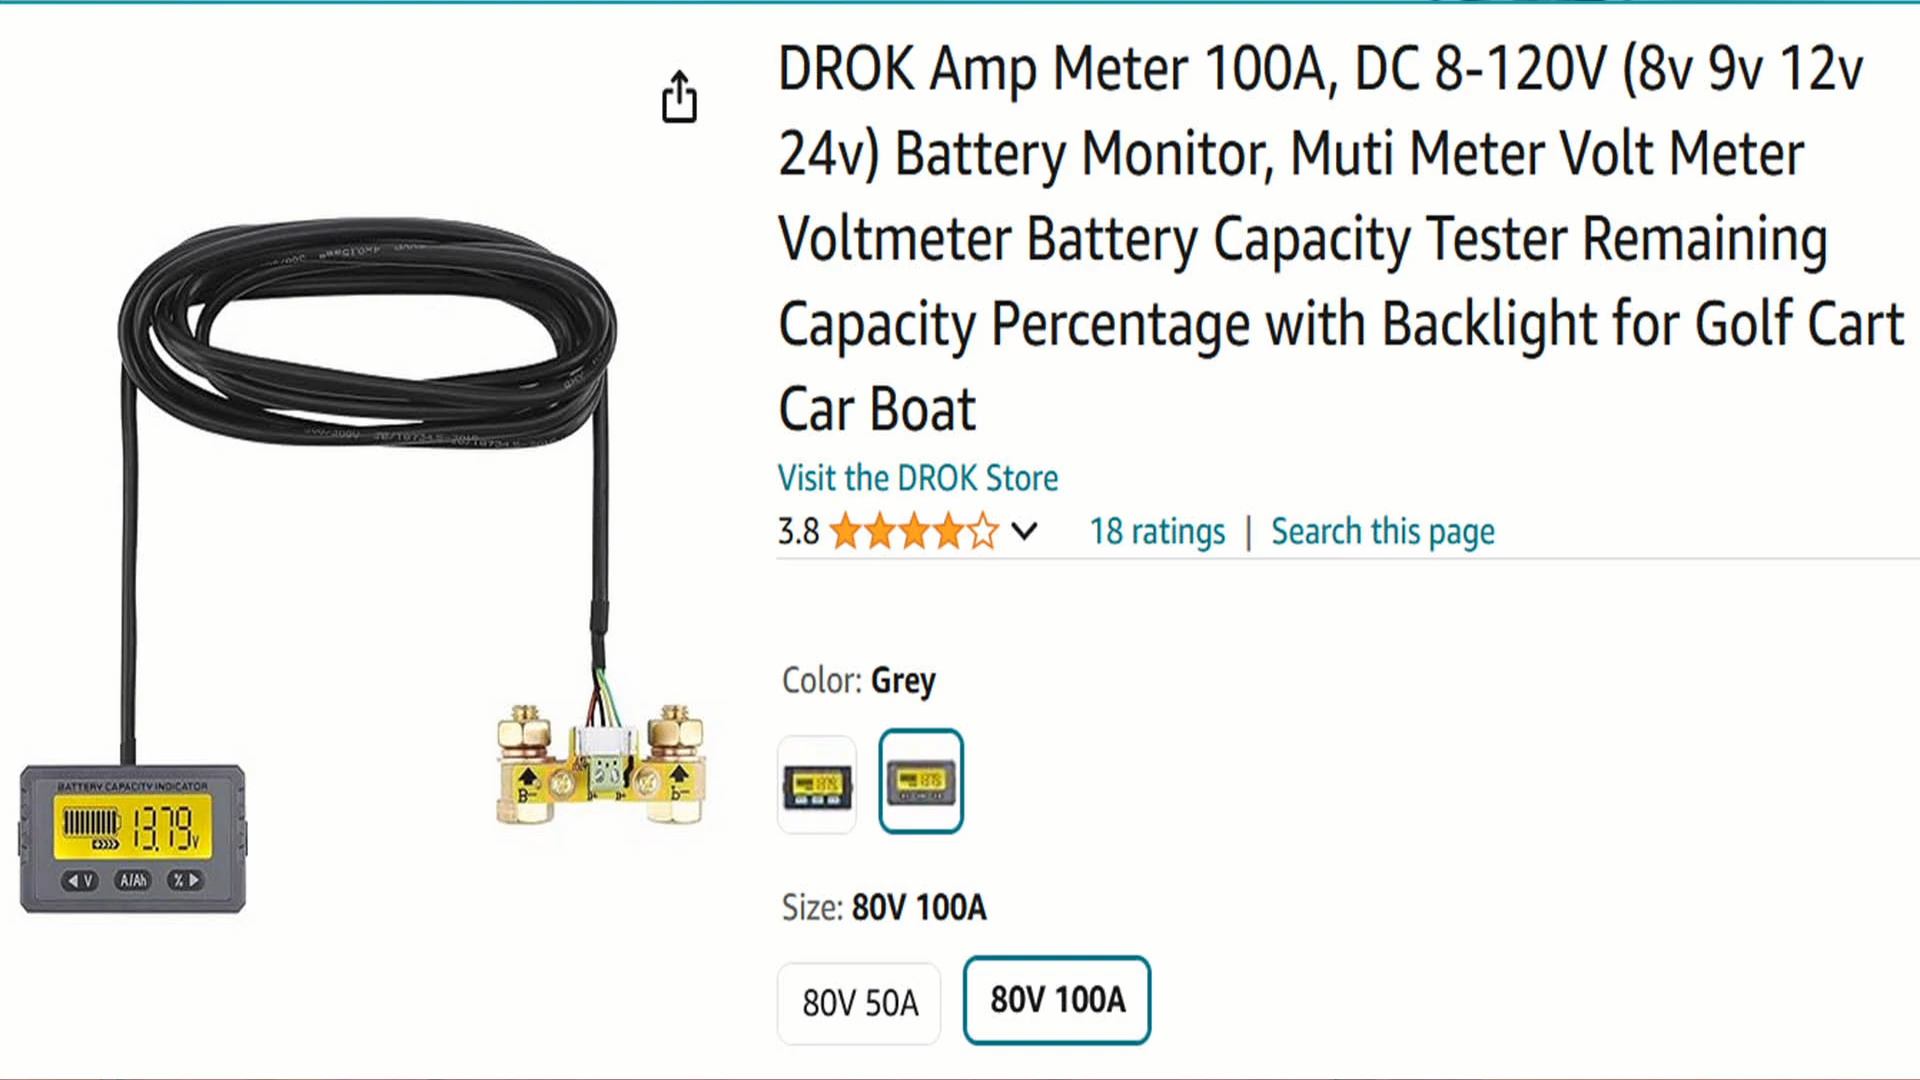 DROK Amp Meter 100A, DC 8-120V (8v 9v 12v
24v) Battery Monitor, Muti Meter Volt Meter
Voltmeter Battery Capacity Tester Remaining
Capacity Percentage with Backlight for Golf Cart
Car Boat
Visit the DROK Store
3.8
18 ratings | Search this page
Color: Grey
Size: 80V 100A
80V 50A
80V 100A
BATTERY CAPACITY INDICATOR
13.79V
V
A/Ah
%
B-
B+